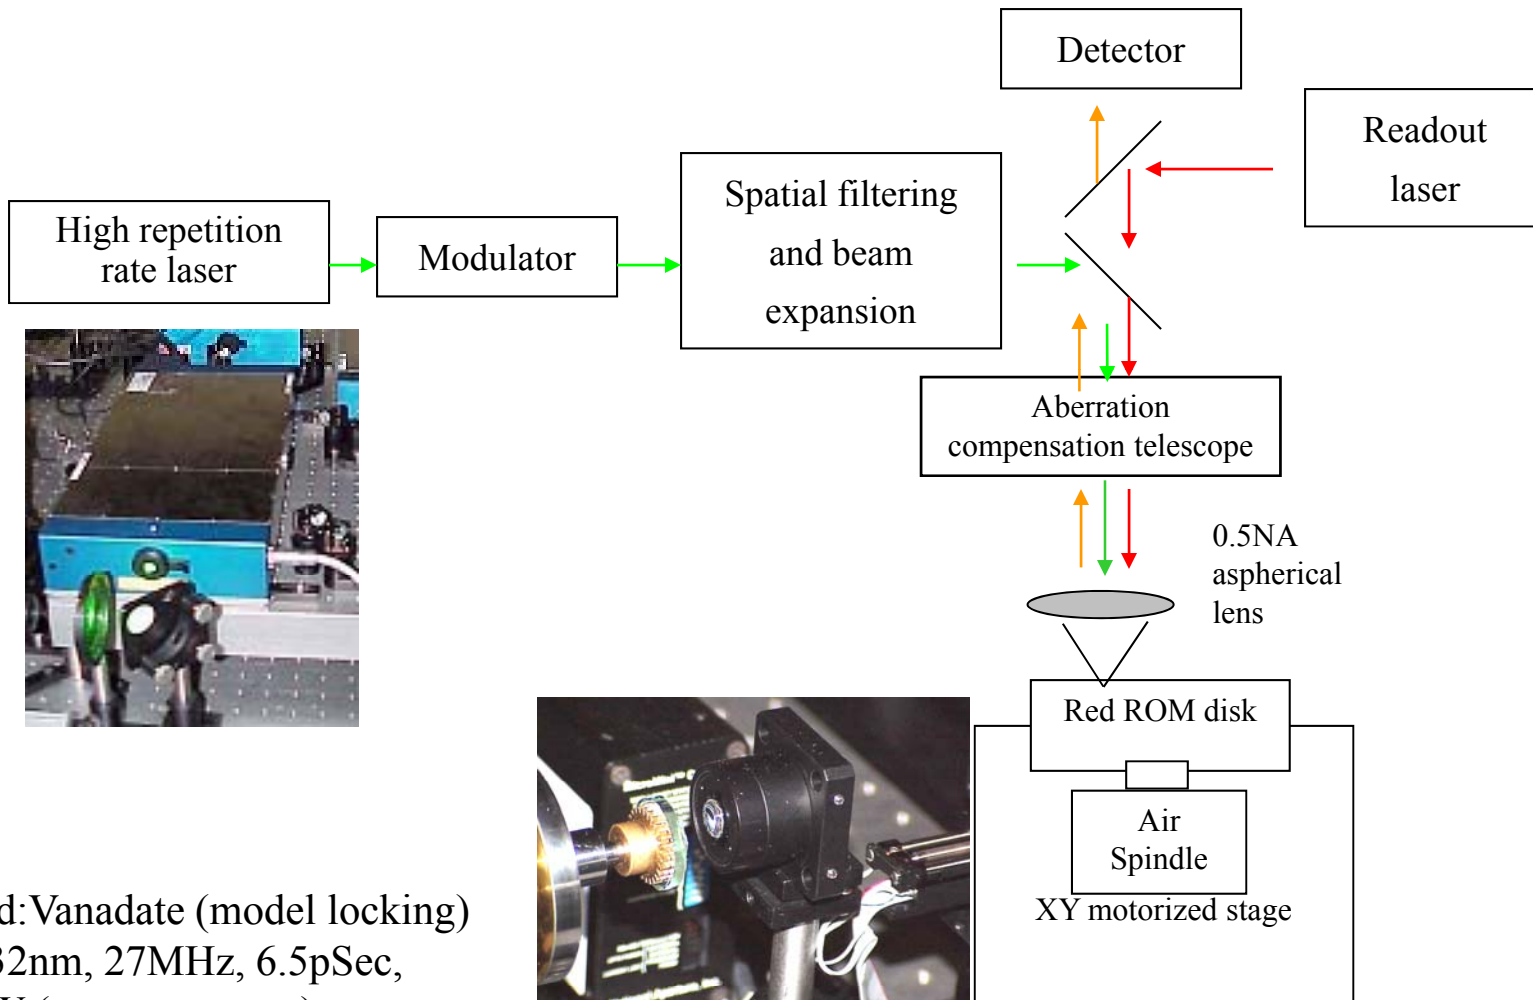 Detector
Readout
laser
Spatial filtering
and beam
expansion
High repetition
rate laser
Modulator
Aberration
compensation telescope
0.5NA
aspherical
lens
Red ROM disk
Air
Spindle
XY motorized stage
d:Vanadate (model locking)
32nm, 27MHz, 6.5pSec,